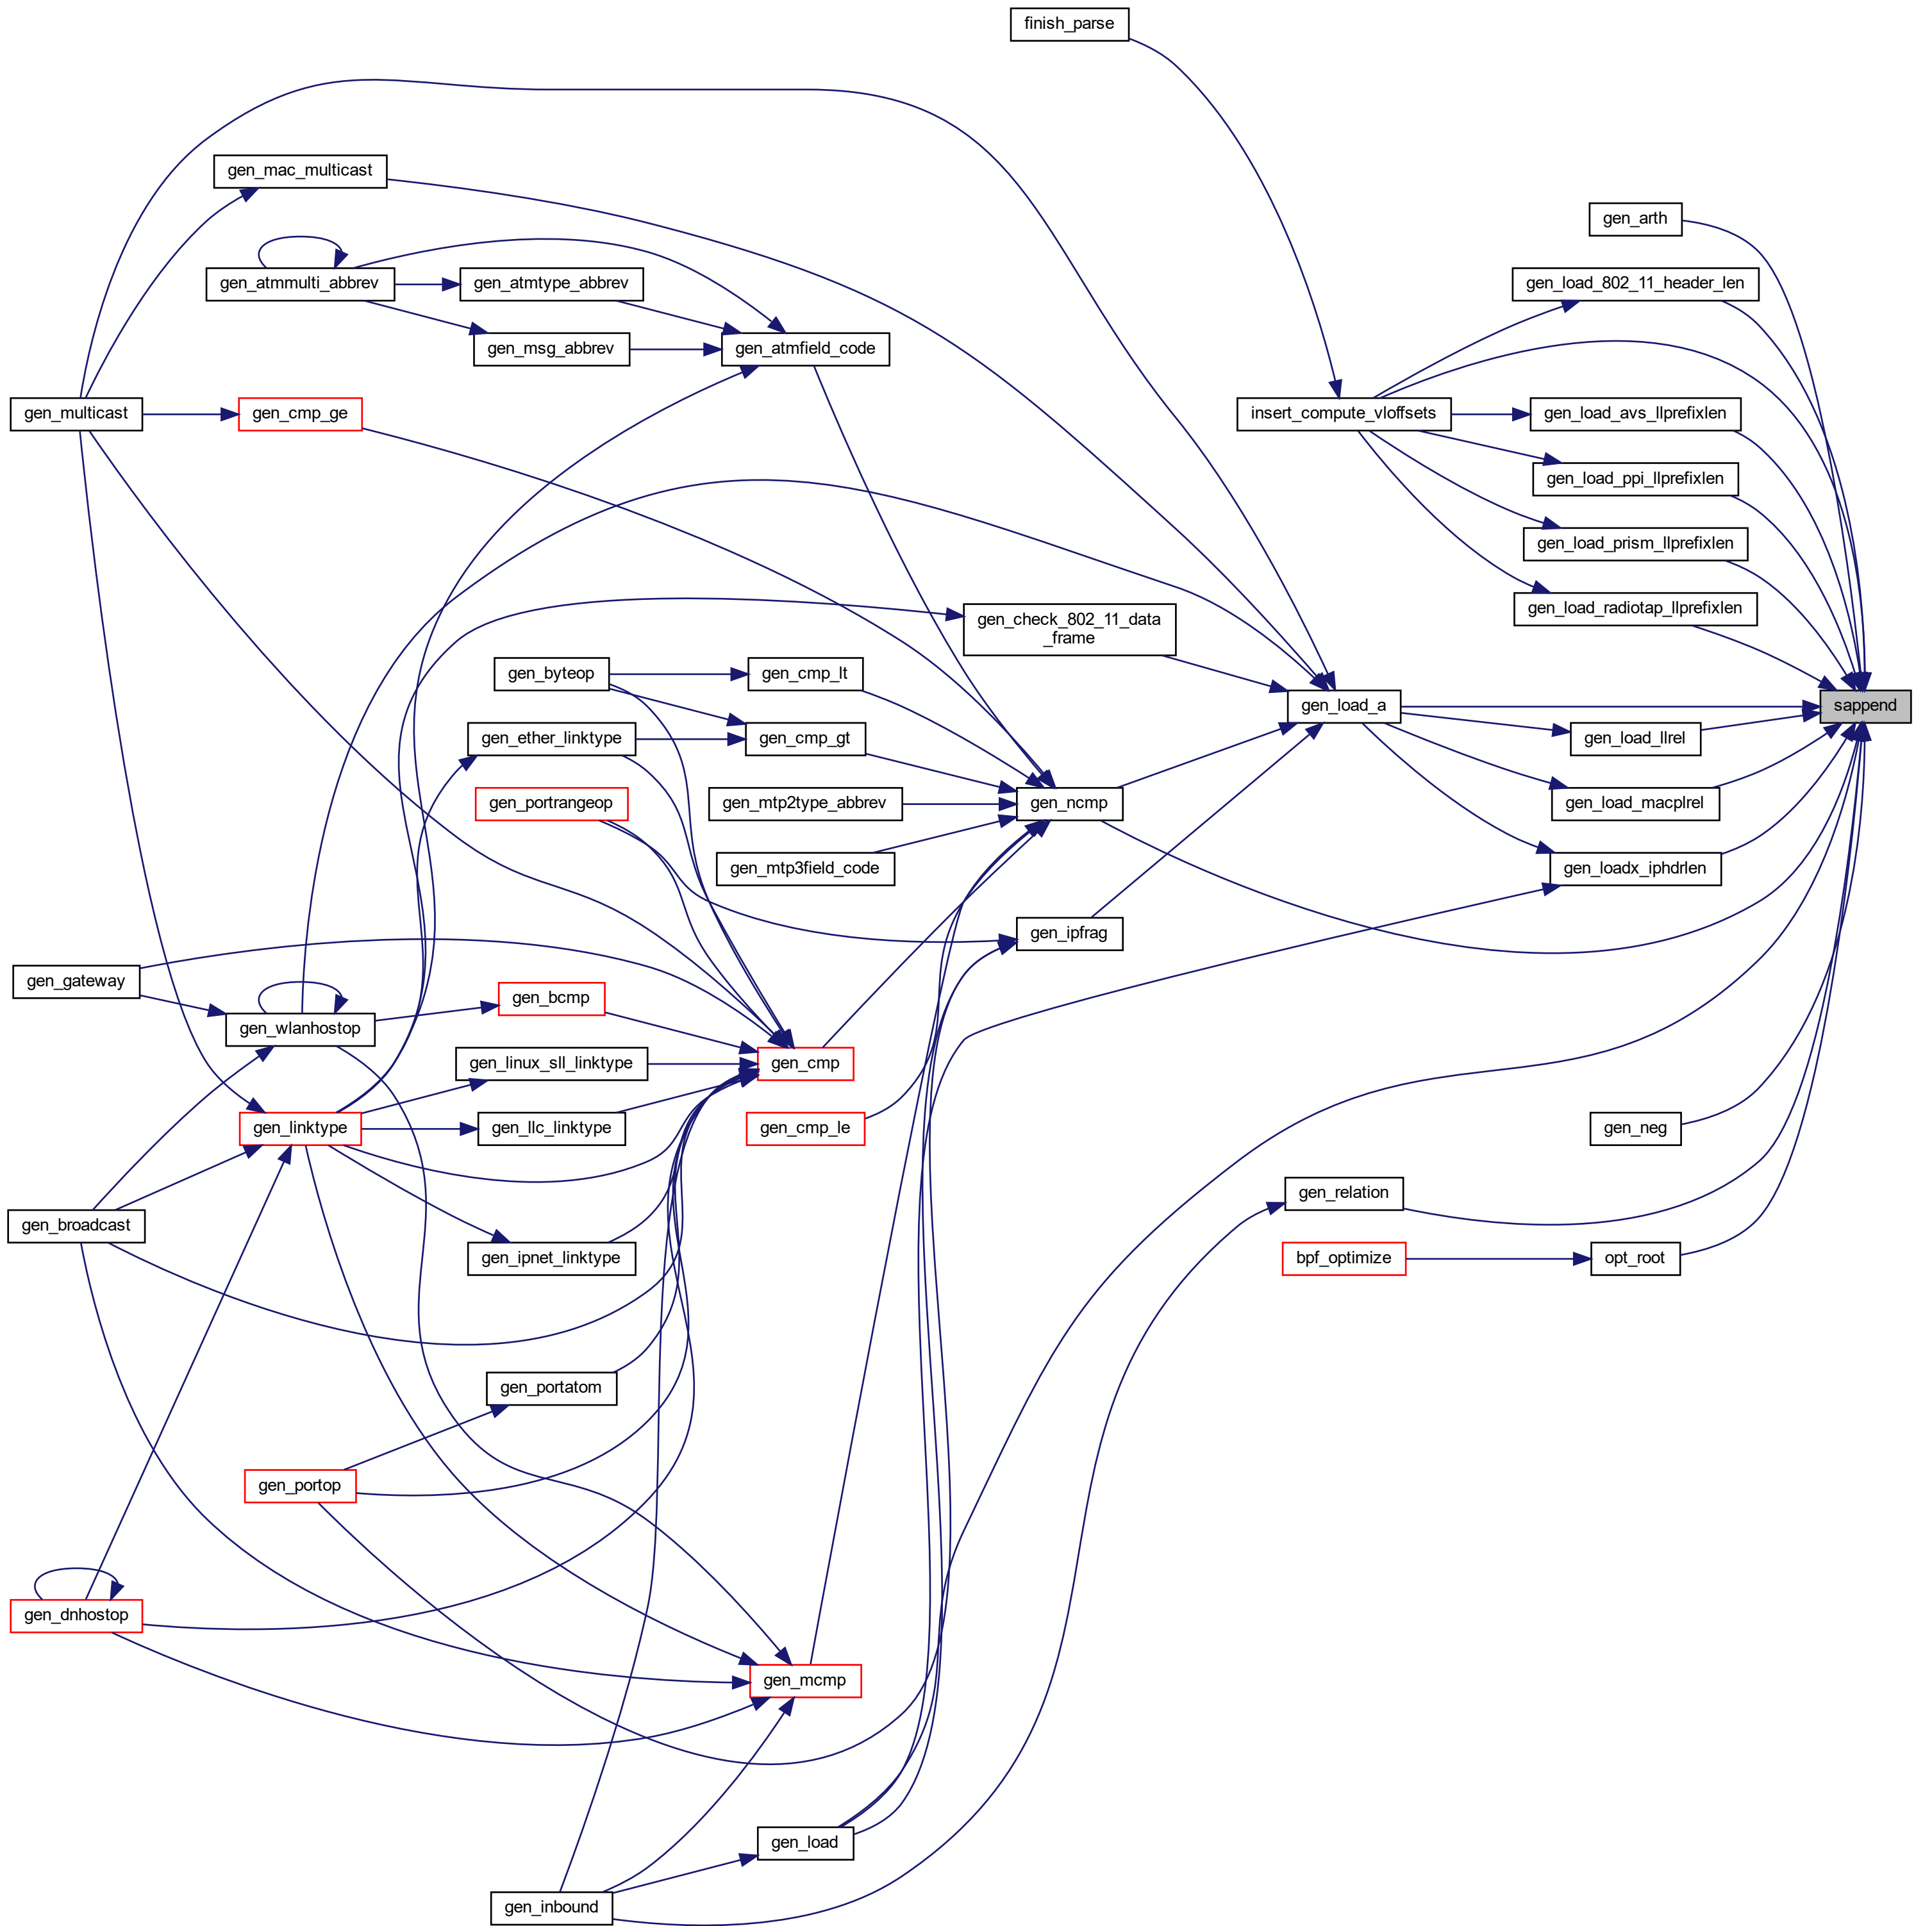 finish_parse
gen_mac_multicast
gen_arth
gen_atmmulti_abbrev
gen_atmtype_abbrev
gen_load_802_11_header_len
gen_msg_abbrev
gen_atmfield_code
gen_multicast
gen_cmp_ge
insert_compute_vloffsets
gen_load_avs_llprefixlen
gen_load_ppi_llprefixlen
gen_load_prism_llprefixlen
gen_load_radiotap_llprefixlen
gen_check_802_11_data
_frame
gen_byteop
gen_cmp_lt
gen_load_a
sappend
gen_ether_linktype
gen_cmp_gt
gen_load_llrel
gen_portrangeop
gen_mtp2type_abbrev
gen_ncmp
gen_load_macplrel
gen_mtp3field_code
gen_loadx_iphdrlen
gen_ipfrag
gen_gateway
gen_bcmp
gen_wlanhostop
gen_linux_sll_linktype
gen_cmp
gen_linktype
gen_llc_linktype
gen_cmp_le
gen_neg
gen_relation
gen_broadcast
gen_ipnet_linktype
bpf_optimize
opt_root
gen_portatom
gen_portop
gen_dnhostop
gen_mcmp
gen_load
gen_inbound